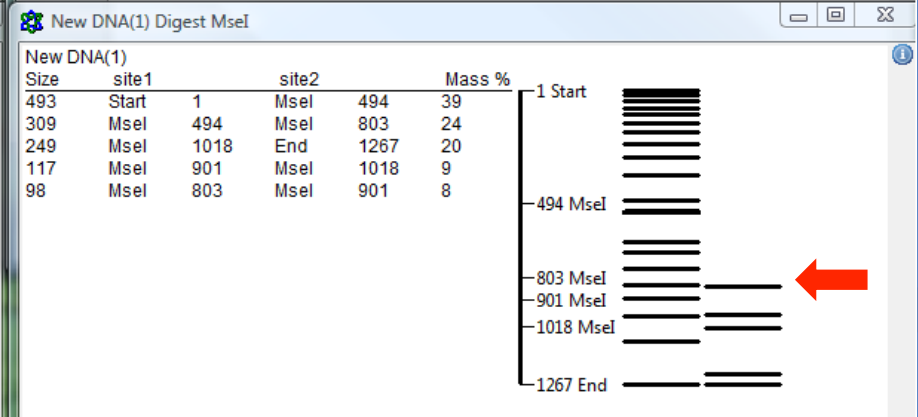 New DNA(1) Digest MseI
New DNA(1)
Size site1 site2 Mass %
493 Start 1 MseI 494 39
309 MseI 494 MseI 803 24
249 MseI 1018 End 1267 20
117 MseI 901 MseI 1018 9
98 MseI 803 MseI 901 8
1 Start
494 MseI
803 MseI
901 MseI
1018 MseI
1267 End